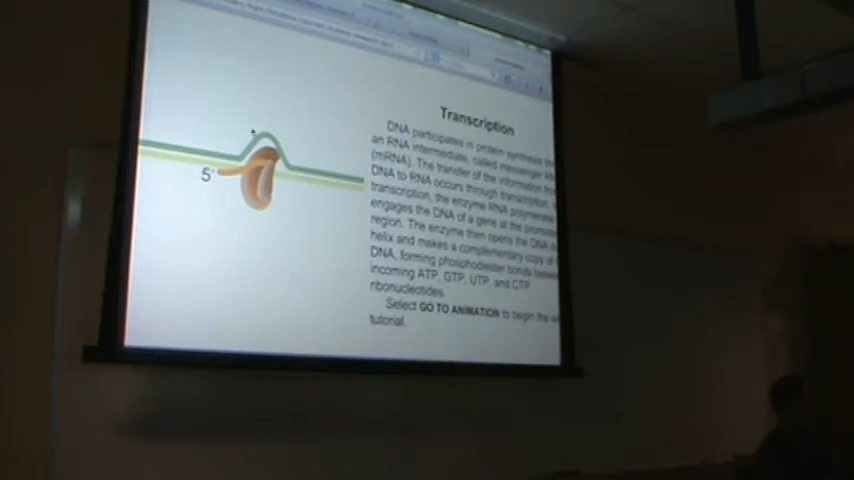 Transcription
DNA participates in protein synthesis
an RNA intermediate, called messenger
(mRNA). The transfer of the information
DNA to RNA occurs through transcription.
transcription, the enzyme RNA polymerase
engages the DNA of a gene at the
region. The enzyme then opens the DNA
helix and makes a complementary copy of
DNA, forming phosphodiester bonds
incoming ATP, GTP, UTP, and CTP
ribonucleotides.
Select GO TO ANIMATION to begin the
tutorial.
5'